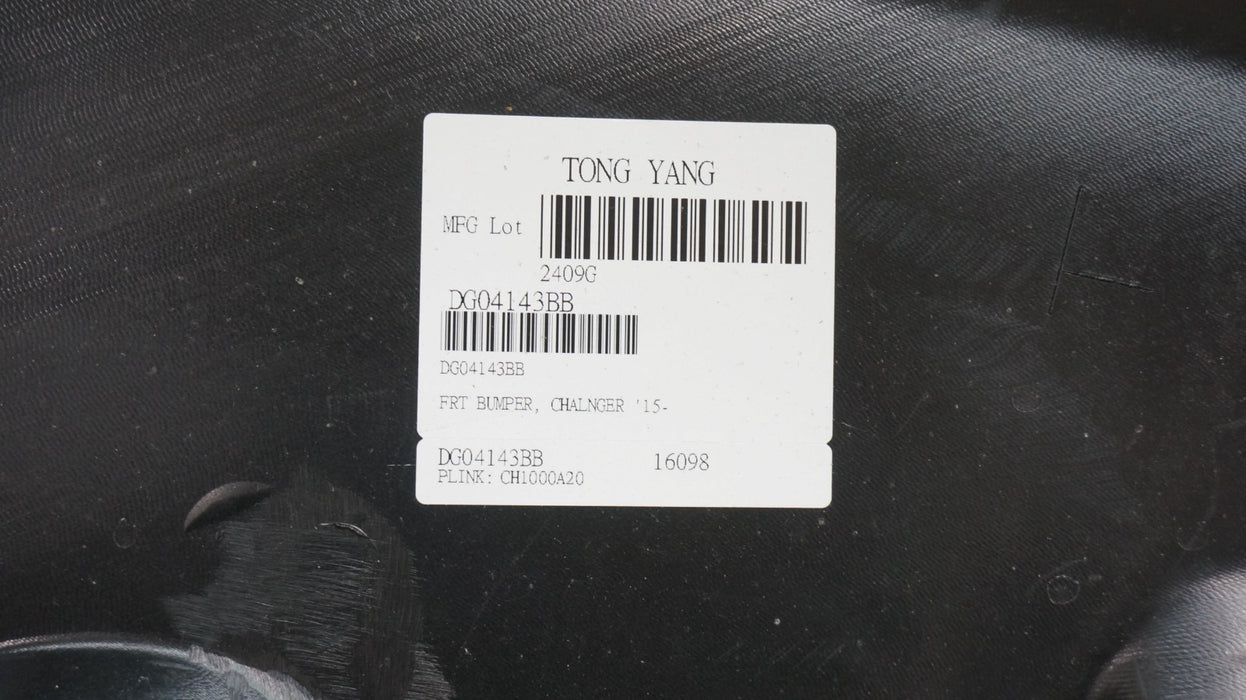 TONG YANG
MFG Lot
2409G
DG04143BB
DG04143BB
FRT BUMPER, CHALNGER '15-
DG04143BB 16098
PLINK: CH1000A20